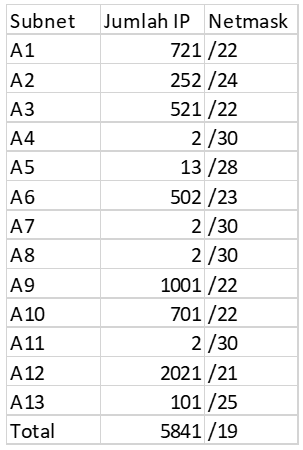 Subnet Jumlah IP Netmask
A1 721 /22
A2 252 /24
A3 521 /22
A4 2 /30
A5 13 /28
A6 502 /23
A7 2 /30
A8 2 /30
A9 1001 /22
A10 701 /22
A11 2 /30
A12 2021 /21
A13 101 /25
Total 5841 /19